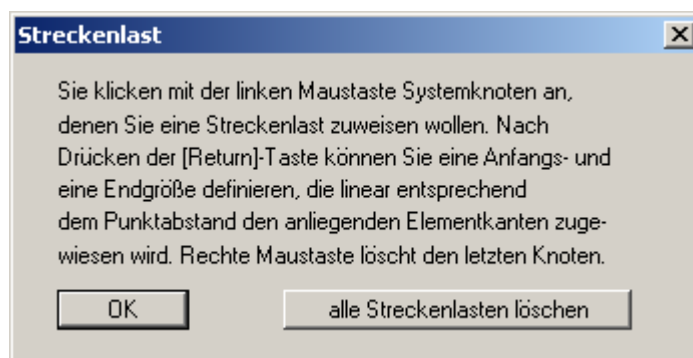 Streckenlast
Sie klicken mit der linken Maustaste Systemknoten an,
denen Sie eine Streckenlast zuweisen wollen. Nach
Drücken der [Return]-Taste können Sie eine Anfangs- und
eine Endgröße definieren, die linear entsprechend
dem Punktabstand den anliegenden Elementkanten zuge-
wiesen wird. Rechte Maustaste löscht den letzten Knoten.
OK
alle Streckenlasten löschen